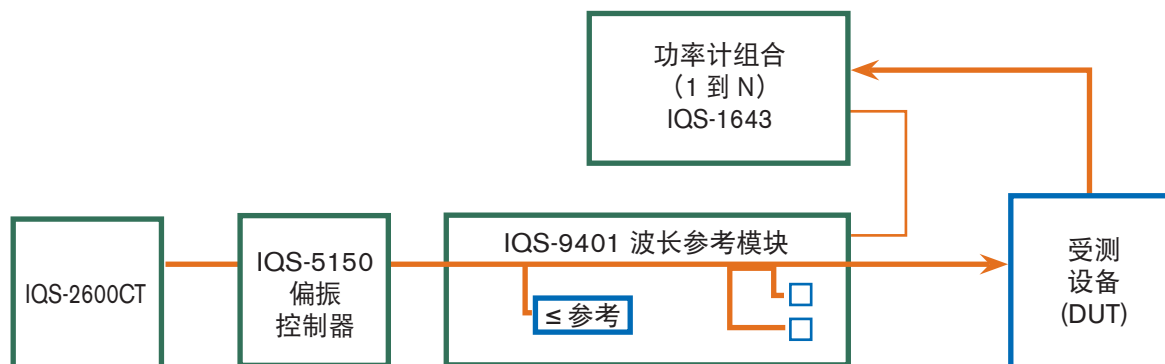 功率计组合
(1 到 N)
IQS-1643
IQS-2600CT
IQS-5150
偏振
控制器
IQS-9401 波长参考模块
≤ 参考
受测
设备
(DUT)